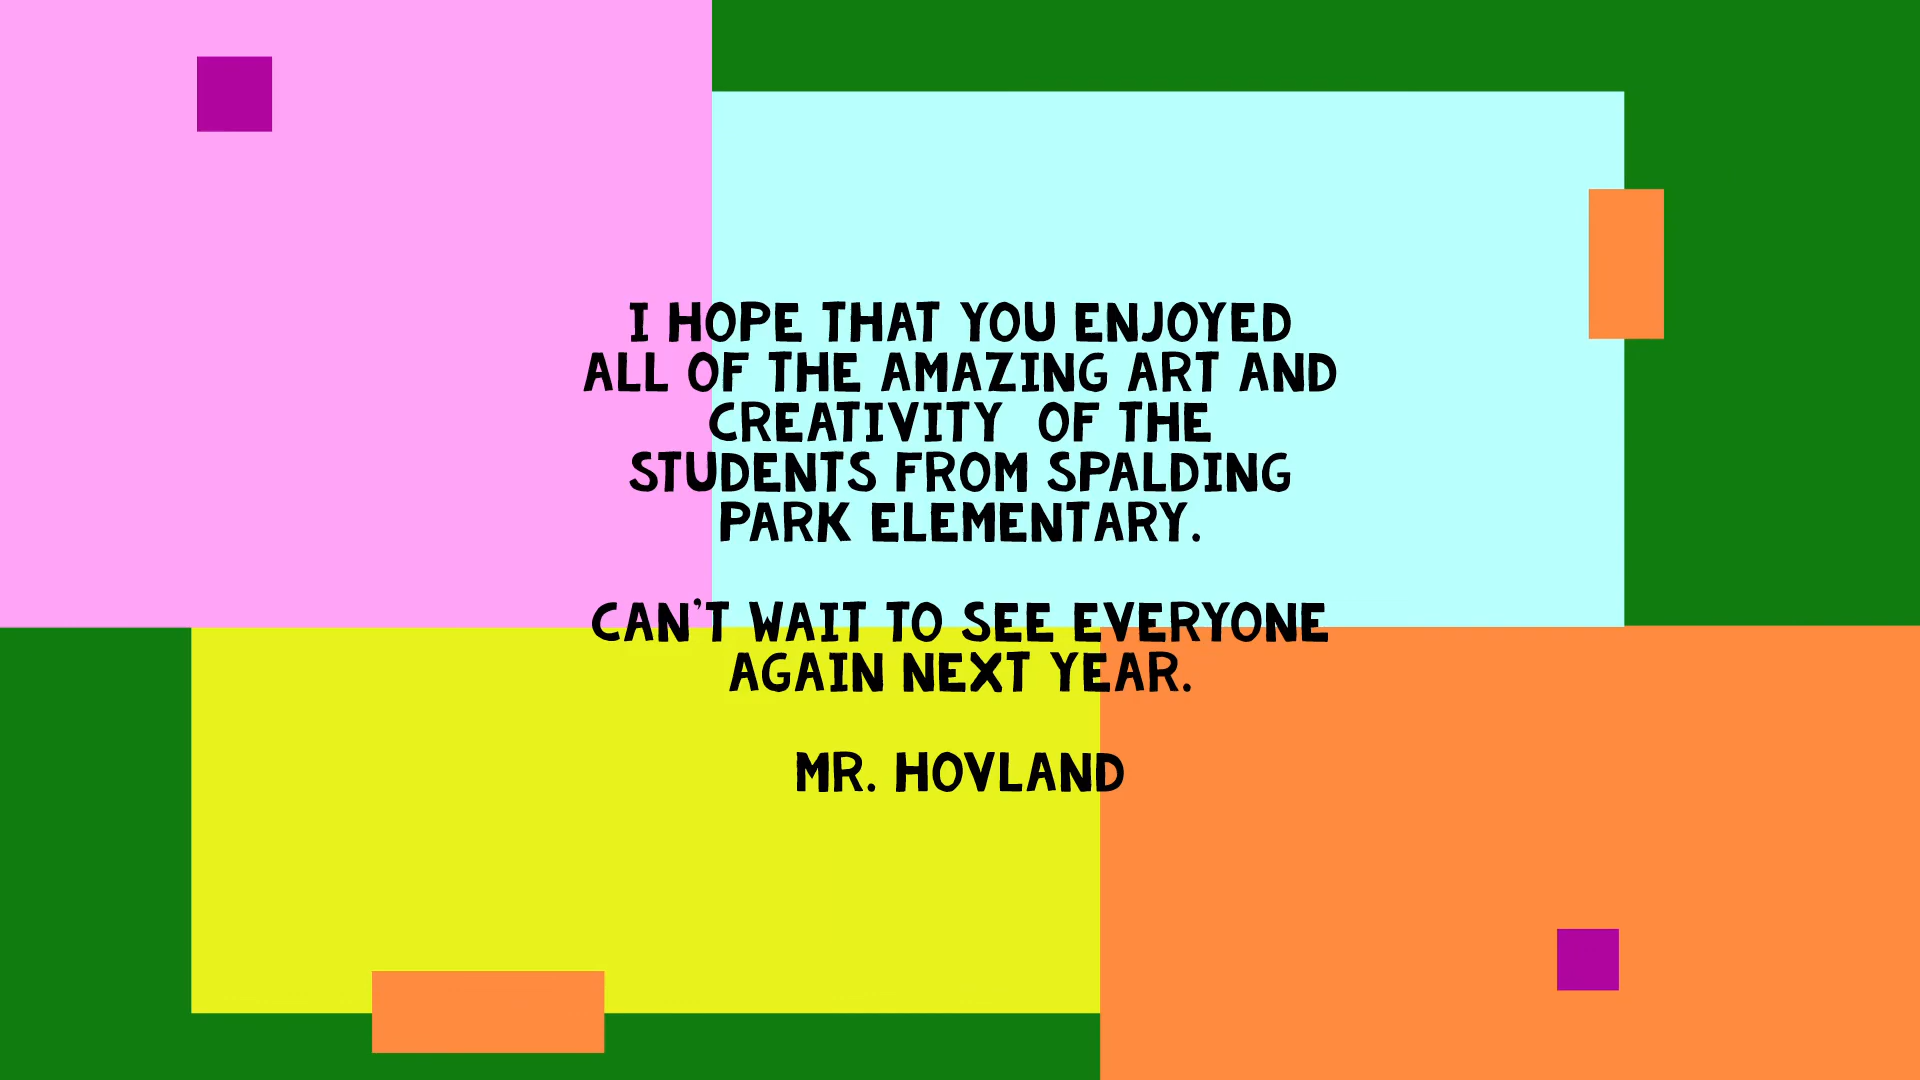 I HOPE THAT YOU ENJOYED
ALL OF THE AMAZING ART AND
CREATIVITY  OF THE
STUDENTS FROM SPALDING
PARK ELEMENTARY.
CAN'T WAIT TO SEE EVERYONE
AGAIN NEXT YEAR.
MR. HOVLAND